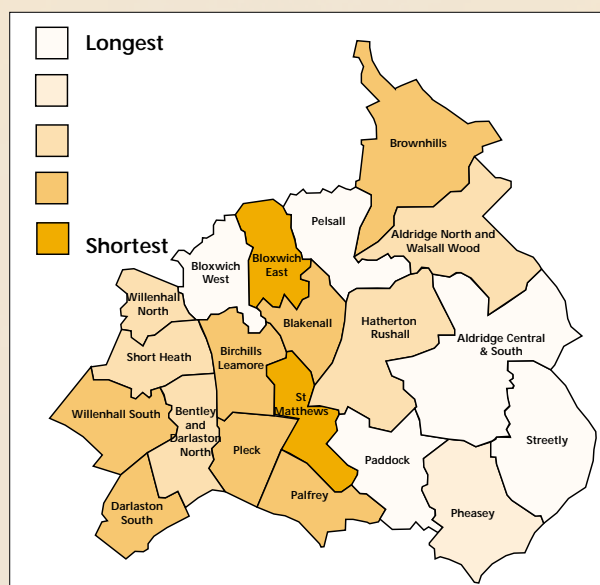 Longest
Shortest
Brownhills
Pelsall
Aldridge North and
Walsall Wood
Bloxwich
East
Bloxwich
West
Willenhall
North
Blakenall
Hatherton
Rushall
Aldridge Central
& South
Short Heath
Birchills
Leamore
St
Matthews
Willenhall South
Bentley
and
Darlaston
North
Pleck
Paddock
Streetly
Palfrey
Darlaston
South
Pheasey